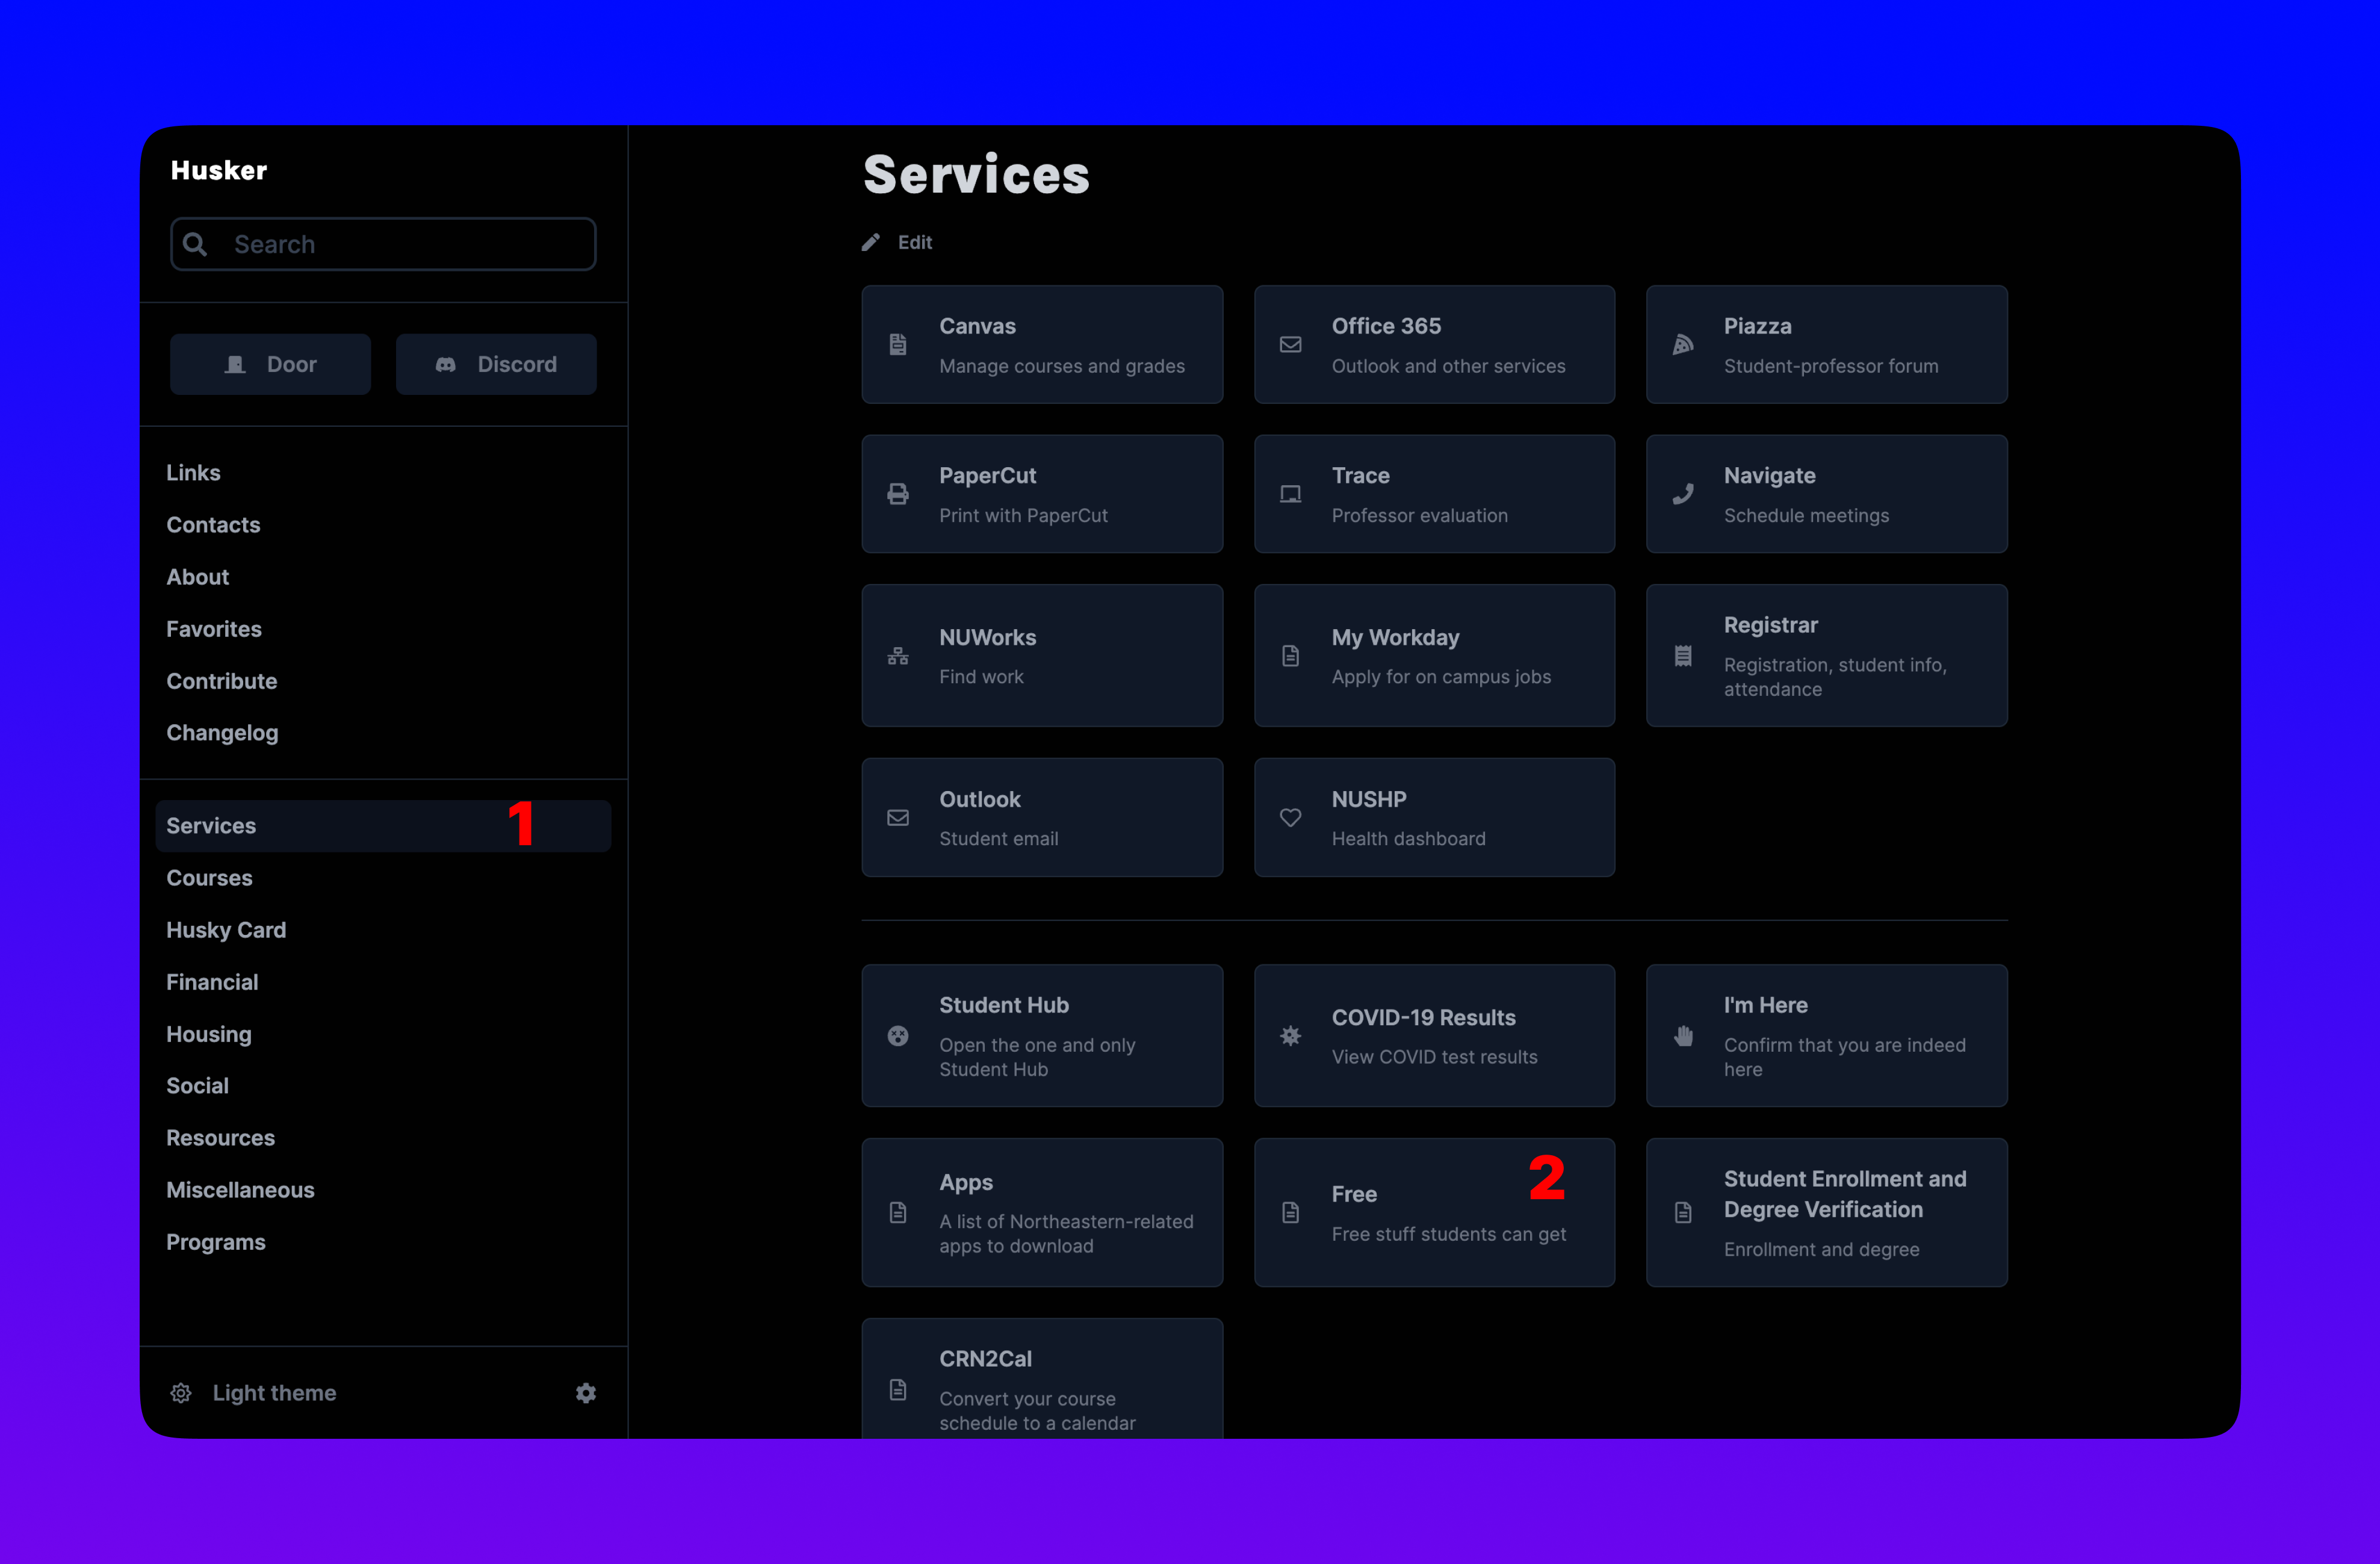 Husker
Search
Door
Discord
Links
Contacts
About
Favorites
Contribute
Changelog
Services
1
Courses
Husky Card
Financial
Housing
Social
Resources
Miscellaneous
Programs
Light theme
Services
Edit
Canvas
Manage courses and grades
Office 365
Outlook and other services
Piazza
Student-professor forum
PaperCut
Print with PaperCut
Trace
Professor evaluation
Navigate
Schedule meetings
NUWorks
Find work
My Workday
Apply for on campus jobs
Registrar
Registration, student info,
attendance
Outlook
Student email
NUSHP
Health dashboard
Student Hub
Open the one and only
Student Hub
COVID-19 Results
View COVID test results
I'm Here
Confirm that you are indeed
here
Apps
A list of Northeastern-related
apps to download
Free
2
Free stuff students can get
Student Enrollment and
Degree Verification
Enrollment and degree
CRN2Cal
Convert your course
schedule to a calendar